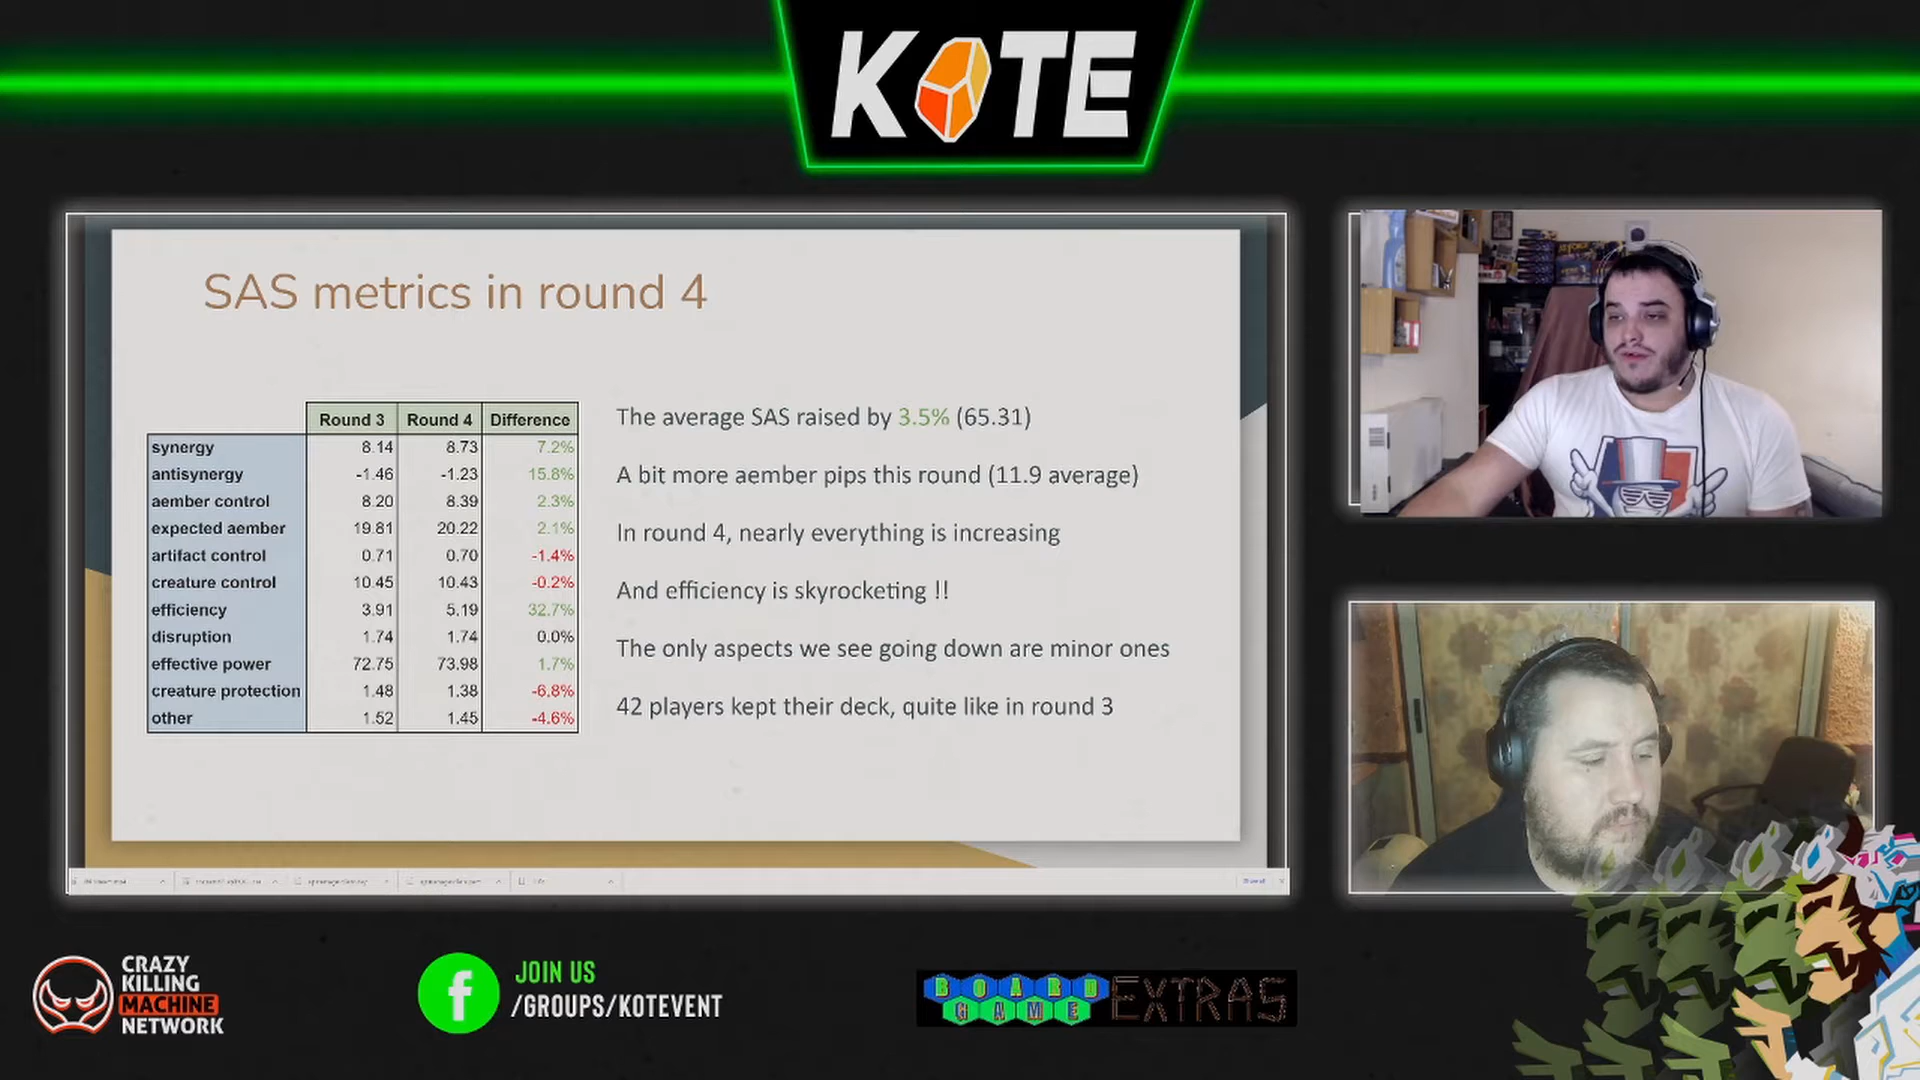 KOTE
SAS metrics in round 4
Round 3 Round 4 Difference
synergy 8.14 8.73 7.2%
antisynergy -1.46 -1.23 15.8%
aember control 8.20 8.39 2.3%
expected aember 19.81 20.22 2.1%
artifact control 0.71 0.70 -1.4%
creature control 10.45 10.43 -0.2%
efficiency 3.91 5.19 32.7%
disruption 1.74 1.74 0.0%
effective power 72.75 73.98 1.7%
creature protection 1.48 1.38 -6.8%
other 1.52 1.45 -4.6%
The average SAS raised by 3.5% (65.31)
A bit more aember pips this round (11.9 average)
In round 4, nearly everything is increasing
And efficiency is skyrocketing !!
The only aspects we see going down are minor ones
42 players kept their deck, quite like in round 3
CRAZY
KILLING
MACHINE
NETWORK
f
JOIN US
/GROUPS/KOTEVENT
BOARD
GAME
EXTRAS